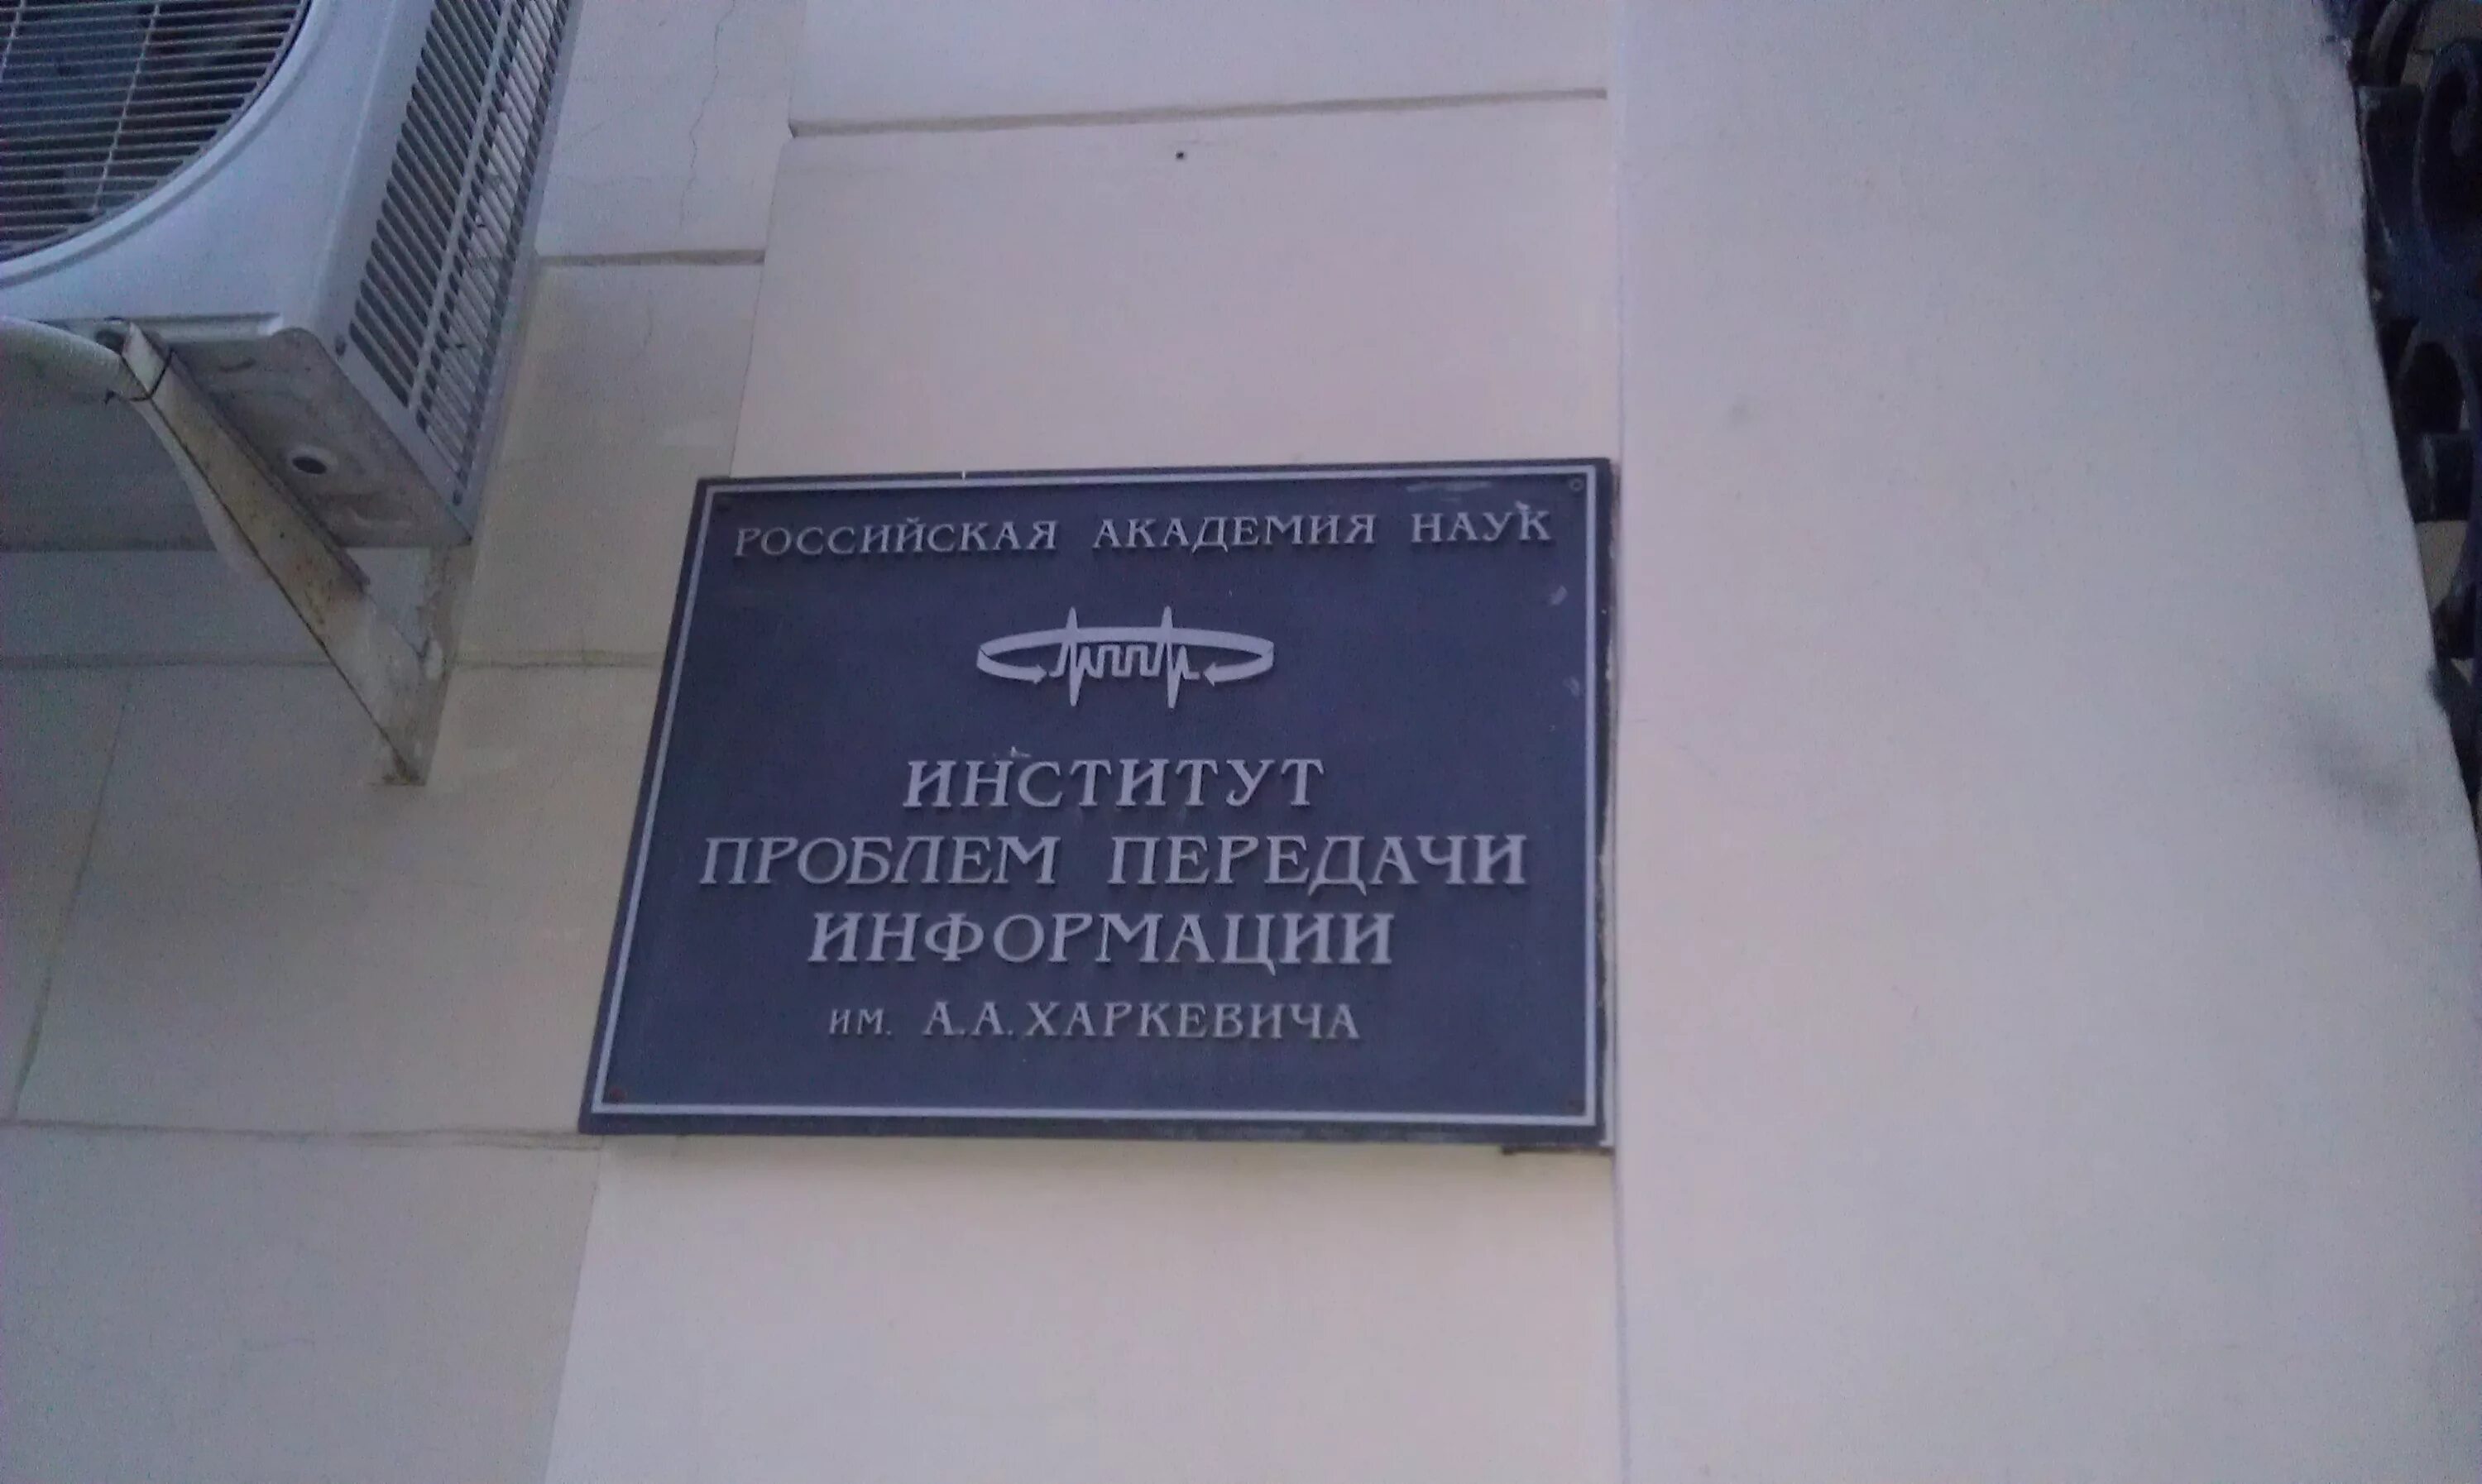 РОССИЙСКАЯ АКАДЕМИЯ НАУК
ИНСТИТУТ
ПРОБЛЕМ ПЕРЕДАЧИ
ИНФОРМАЦИИ
ИМ. А.А. ХАРКЕВИЧА